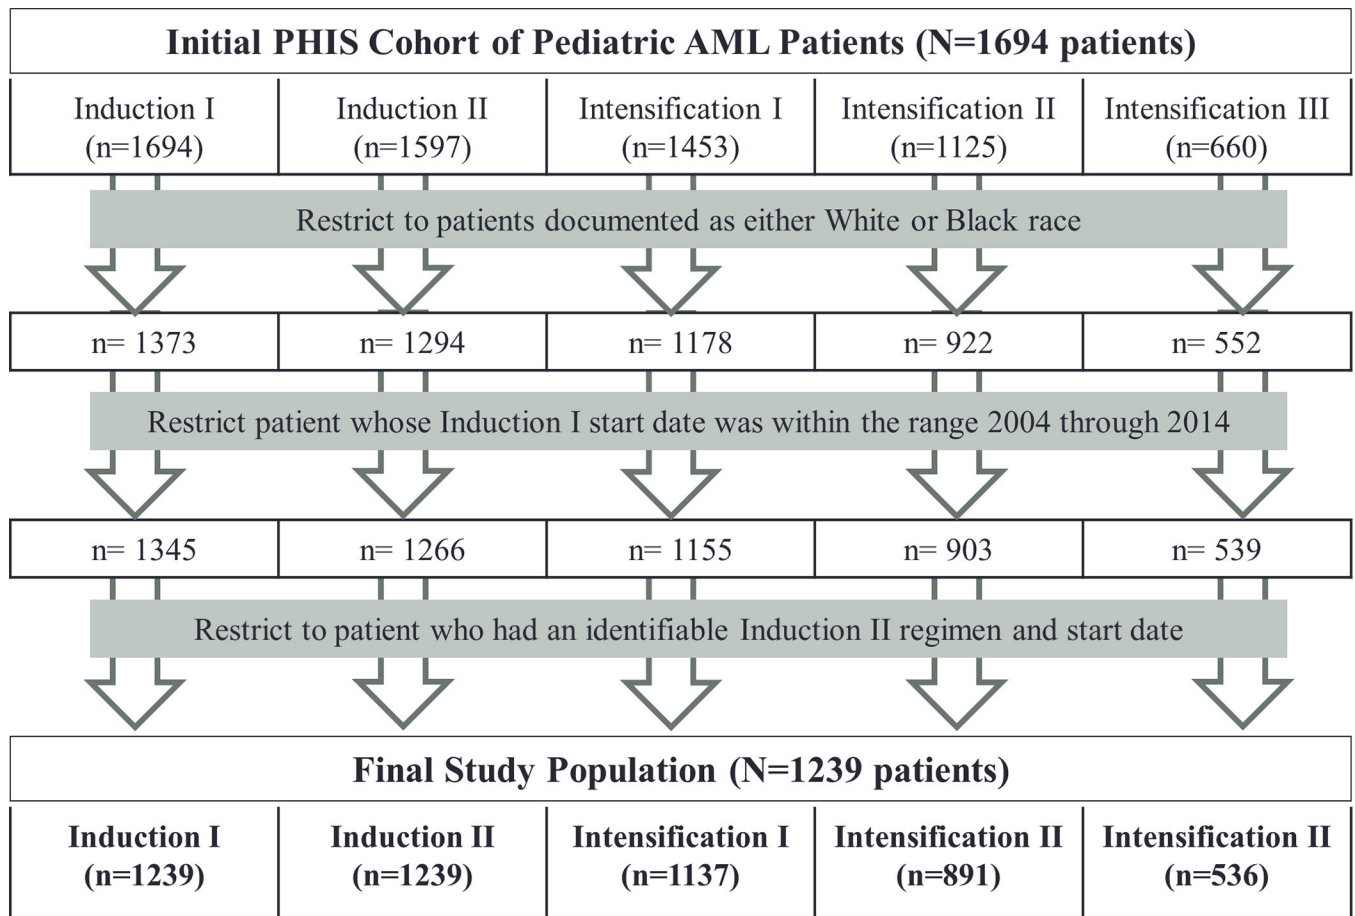 Initial PHIS Cohort of Pediatric AML Patients (N=1694 patients)
Induction I
(n=1694)
Induction II
(n=1597)
Intensification I
(n=1453)
Intensification II
(n=1125)
Intensification III
(n=660)
Restrict to patients documented as either White or Black race
n= 1373
n= 1294
n= 1178
n= 922
n= 552
Restrict patient whose Induction I start date was within the range 2004 through 2014
n= 1345
n= 1266
n= 1155
n= 903
n= 539
Restrict to patient who had an identifiable Induction II regimen and start date
Final Study Population (N=1239 patients)
Induction I
(n=1239)
Induction II
(n=1239)
Intensification I
(n=1137)
Intensification II
(n=891)
Intensification II
(n=536)